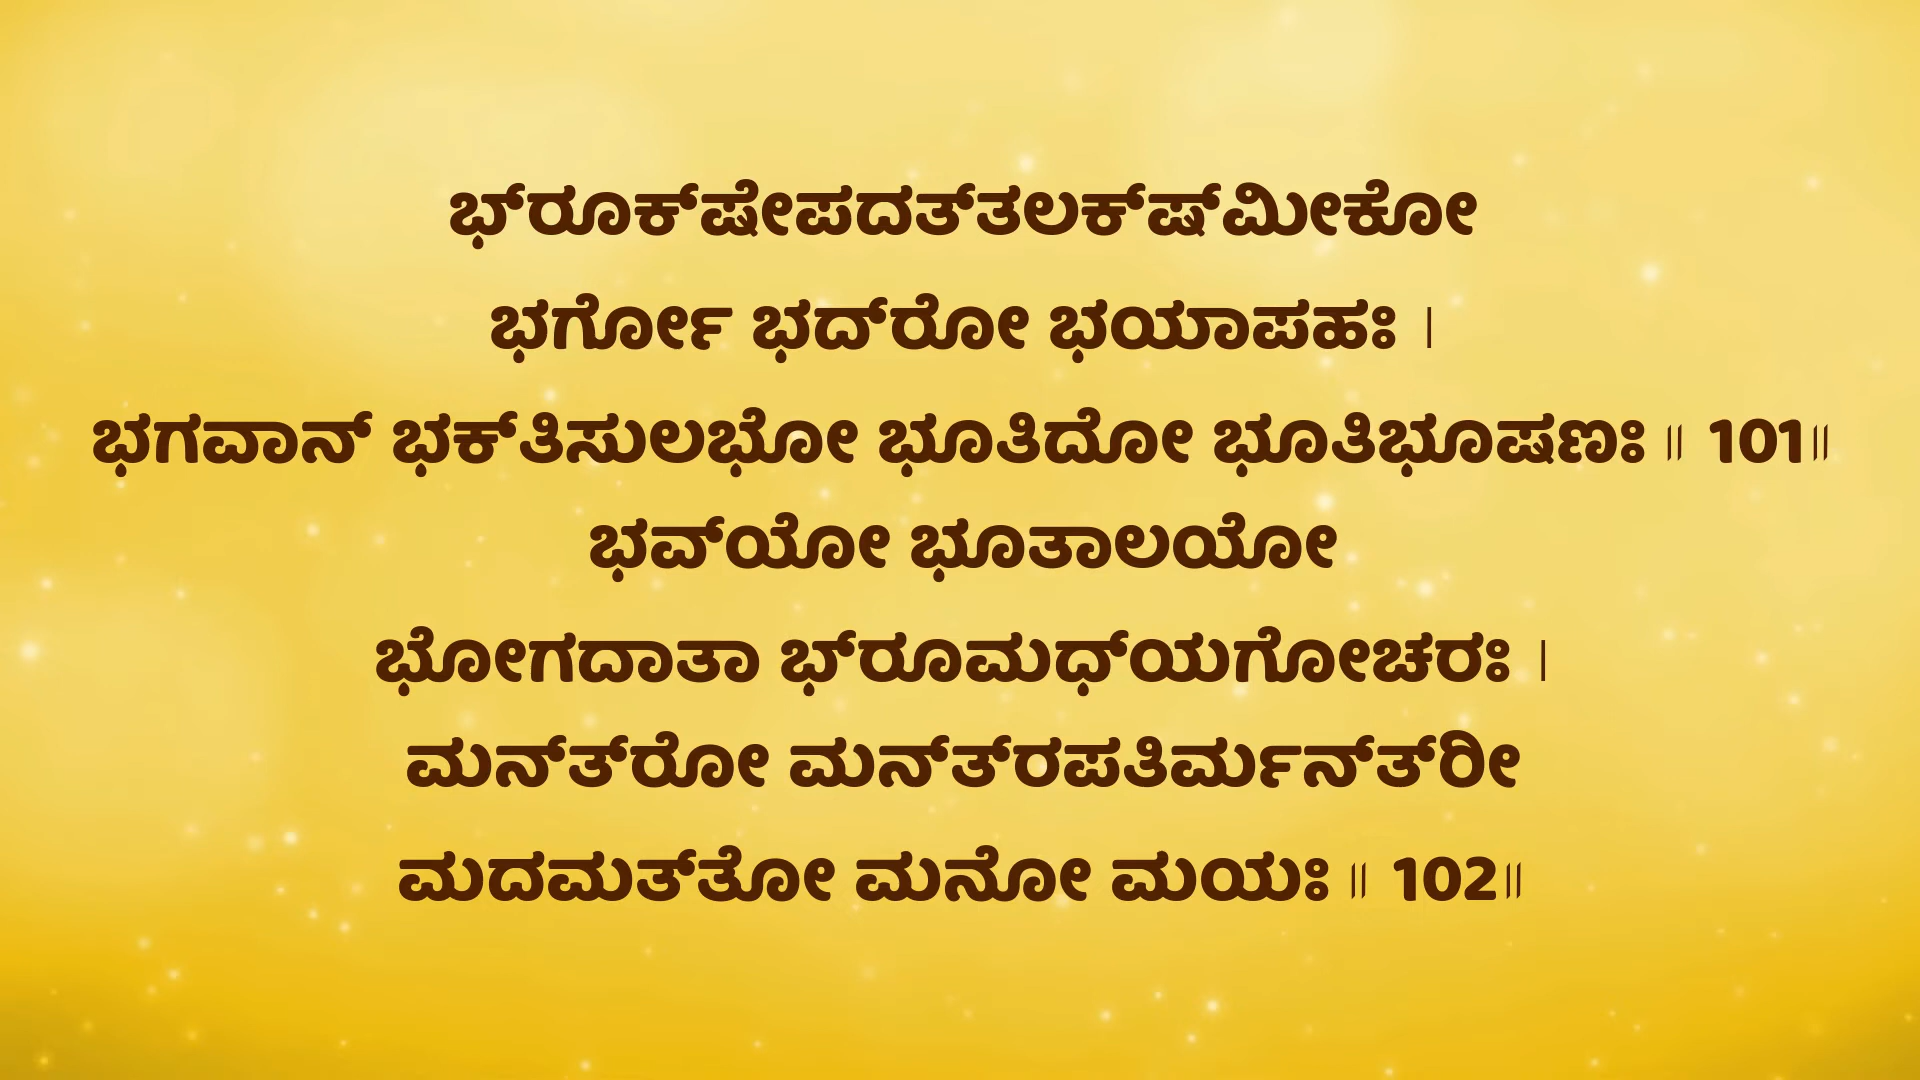 ಭ್‌ರೂಕ್‌ಷೇಪದತ್‌ತಲಕ್‌ಷ್‌ಮೀಕೋ
ಭರ್ಗೋ ಭದ್‌ರೋ ಭಯಾಪಹಃ ।
ಭಗವಾನ್ ಭಕ್‌ತಿಸುಲಭೋ ಭೂತಿದೋ ಭೂತಿಭೂಷಣಃ ॥ 101॥
ಭವ್‌ಯೋ ಭೂತಾಲಯೋ
ಭೋಗದಾತಾ ಭ್‌ರೂಮಧ್‌ಯಗೋಚರಃ ।
ಮನ್‌ತ್‌ರೋ ಮನ್‌ತ್‌ರಪತಿರ್ಮನ್‌ತ್‌ರೀ
ಮದಮತ್‌ತೋ ಮನೋ ಮಯಃ ॥ 102॥